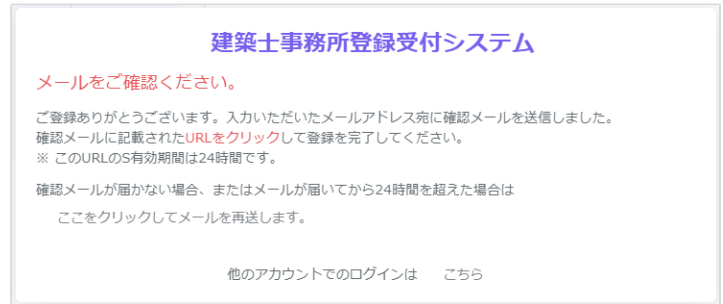 建築士事務所登録受付システム
メールをご確認ください。
ご登録ありがとうございます。入力いただいたメールアドレス宛に確認メールを送信しました。
確認メールに記載されたURLをクリックして登録を完了してください。
※ このURLのS有効期間は24時間です。
確認メールが届かない場合、またはメールが届いてから24時間を超えた場合は
ここをクリックしてメールを再送します。
他のアカウントでのログインは こちら